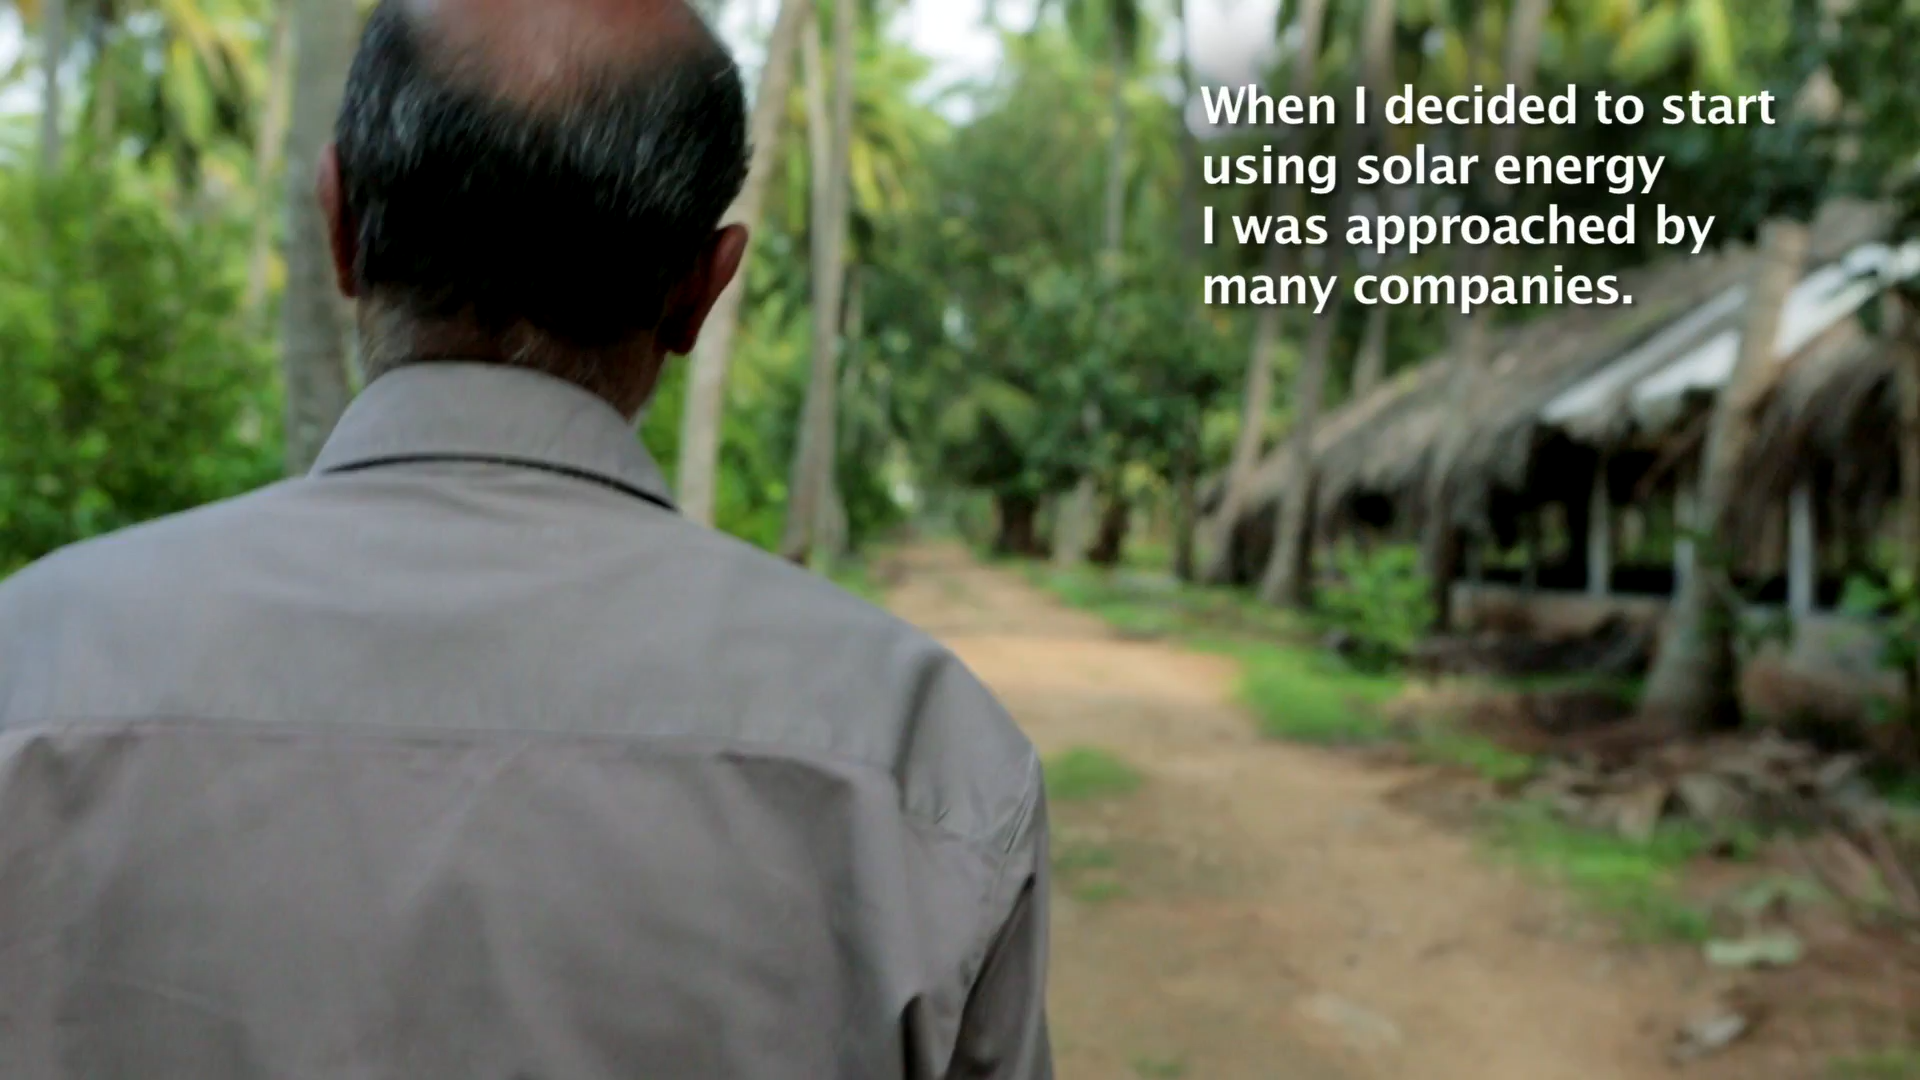 When I decided to start
using solar energy
I was approached by
many companies.